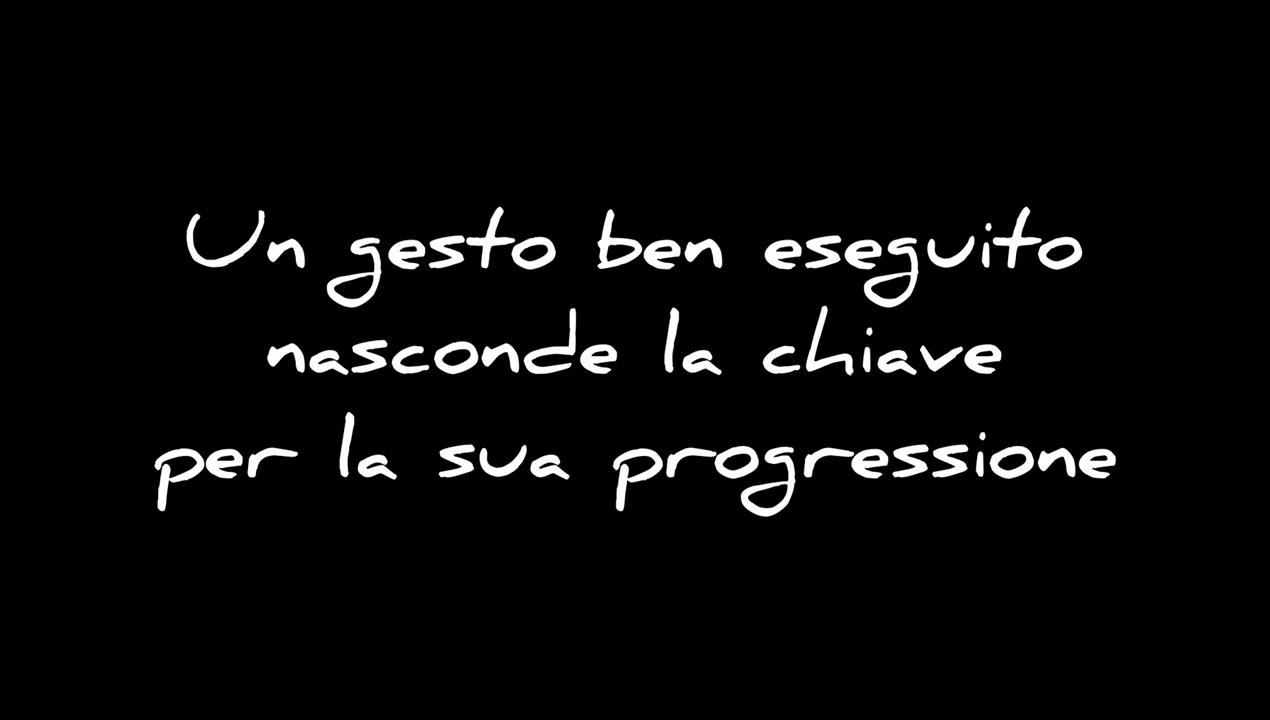 Un gesto ben eseguito
nasconde la chiave
per la sua progressione